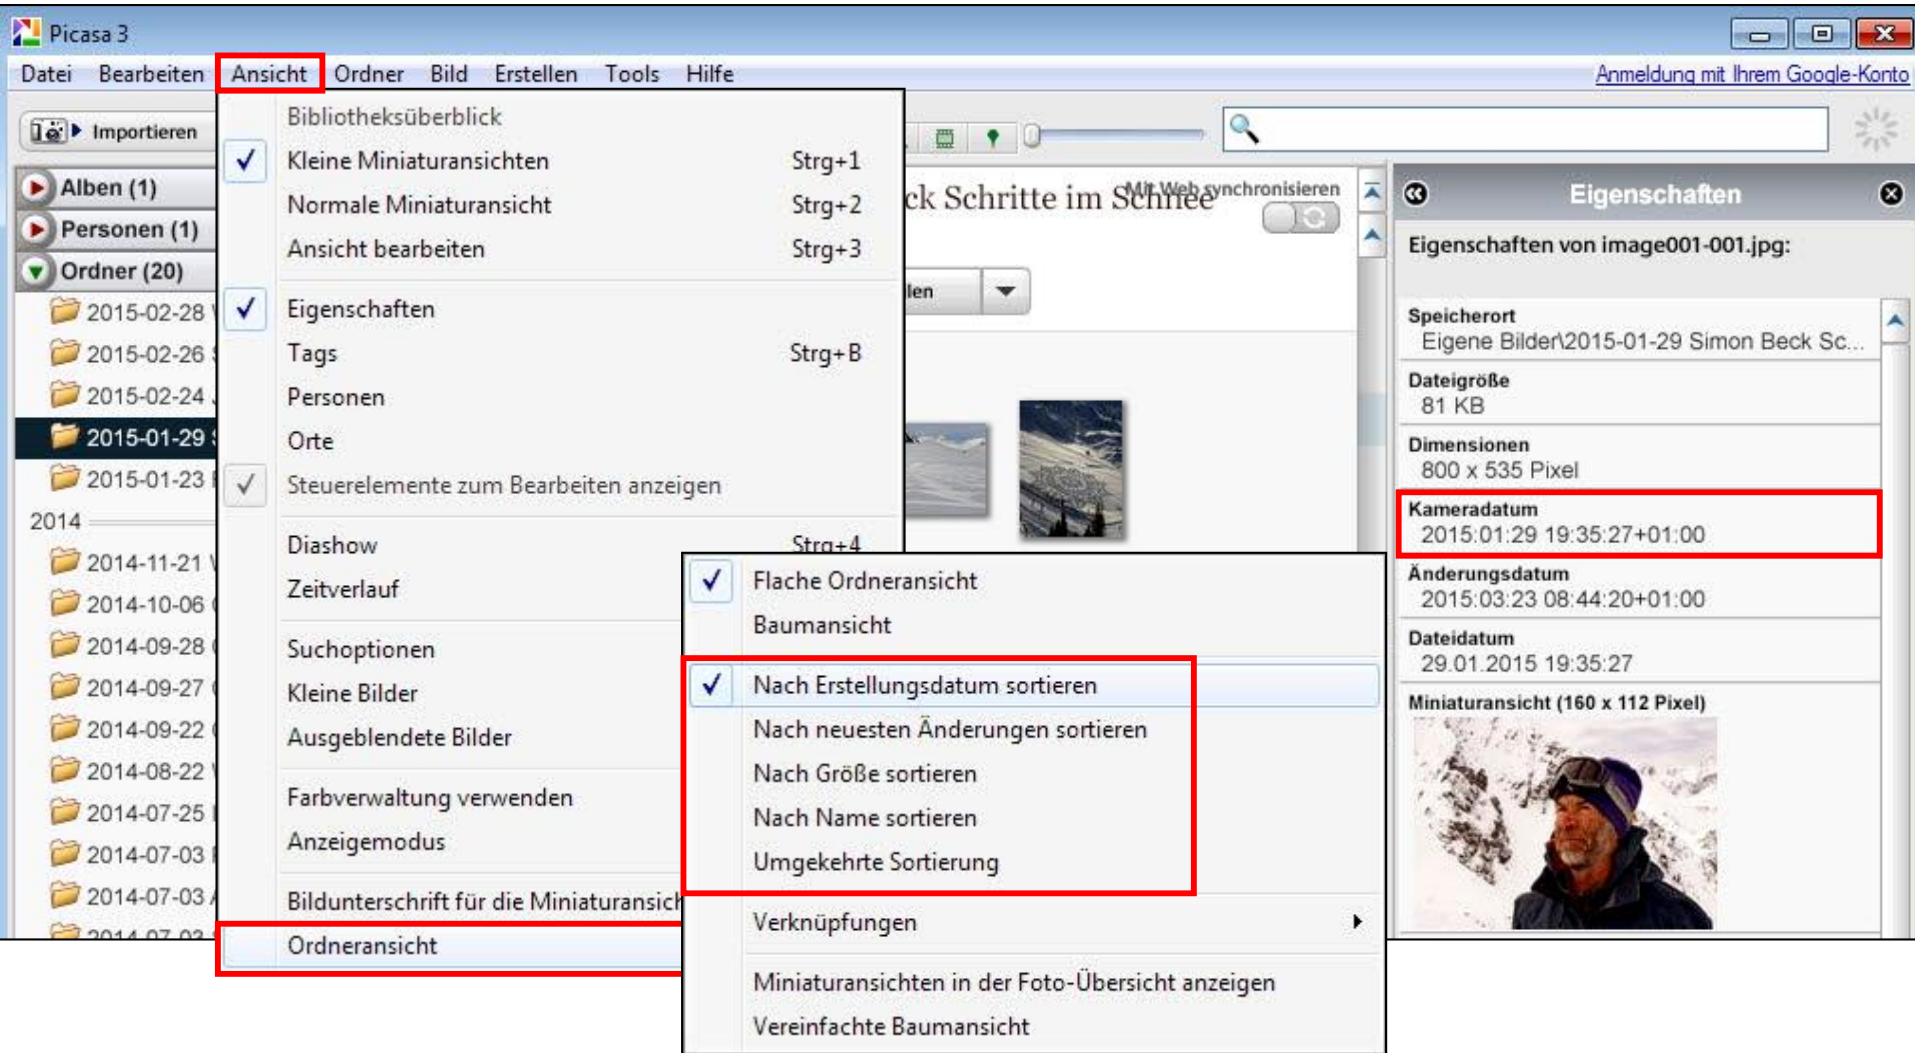 Picasa 3
Datei Bearbeiten Ansicht Ordner Bild Erstellen Tools Hilfe
Anmeldung mit Ihrem Google-Konto
Importieren
Alben (1)
Personen (1)
Ordner (20)
2015-02-28
2015-02-26
2015-02-24
2015-01-29
2015-01-23
2014
2014-11-21
2014-10-06
2014-09-28
2014-09-27
2014-09-22
2014-08-22
2014-07-25
2014-07-03
2014-07-03
2014-07-03
Bibliotheksüberblick
Kleine Miniaturansichten Strg+1
Normale Miniaturansicht Strg+2
Ansicht bearbeiten Strg+3
Eigenschaften
Tags Strg+B
Personen
Orte
Steuerelemente zum Bearbeiten anzeigen
Diashow Strg+4
Zeitverlauf
Suchoptionen
Kleine Bilder
Ausgeblendete Bilder
Farbverwaltung verwenden
Anzeigemodus
Bildunterschrift für die Miniaturansich
Ordneransicht
ck Schritte im Schnee
Mit Web synchronisieren
len
Flache Ordneransicht
Baumansicht
Nach Erstellungsdatum sortieren
Nach neuesten Änderungen sortieren
Nach Größe sortieren
Nach Name sortieren
Umgekehrte Sortierung
Verknüpfungen
Miniaturansichten in der Foto-Übersicht anzeigen
Vereinfachte Baumansicht
Eigenschaften
Eigenschaften von image001-001.jpg:
Speicherort
Eigene Bilder\2015-01-29 Simon Beck Sc...
Dateigröße
81 KB
Dimensionen
800 x 535 Pixel
Kameradatum
2015:01:29 19:35:27+01:00
Änderungsdatum
2015:03:23 08:44:20+01:00
Dateidatum
29.01.2015 19:35:27
Miniaturansicht (160 x 112 Pixel)